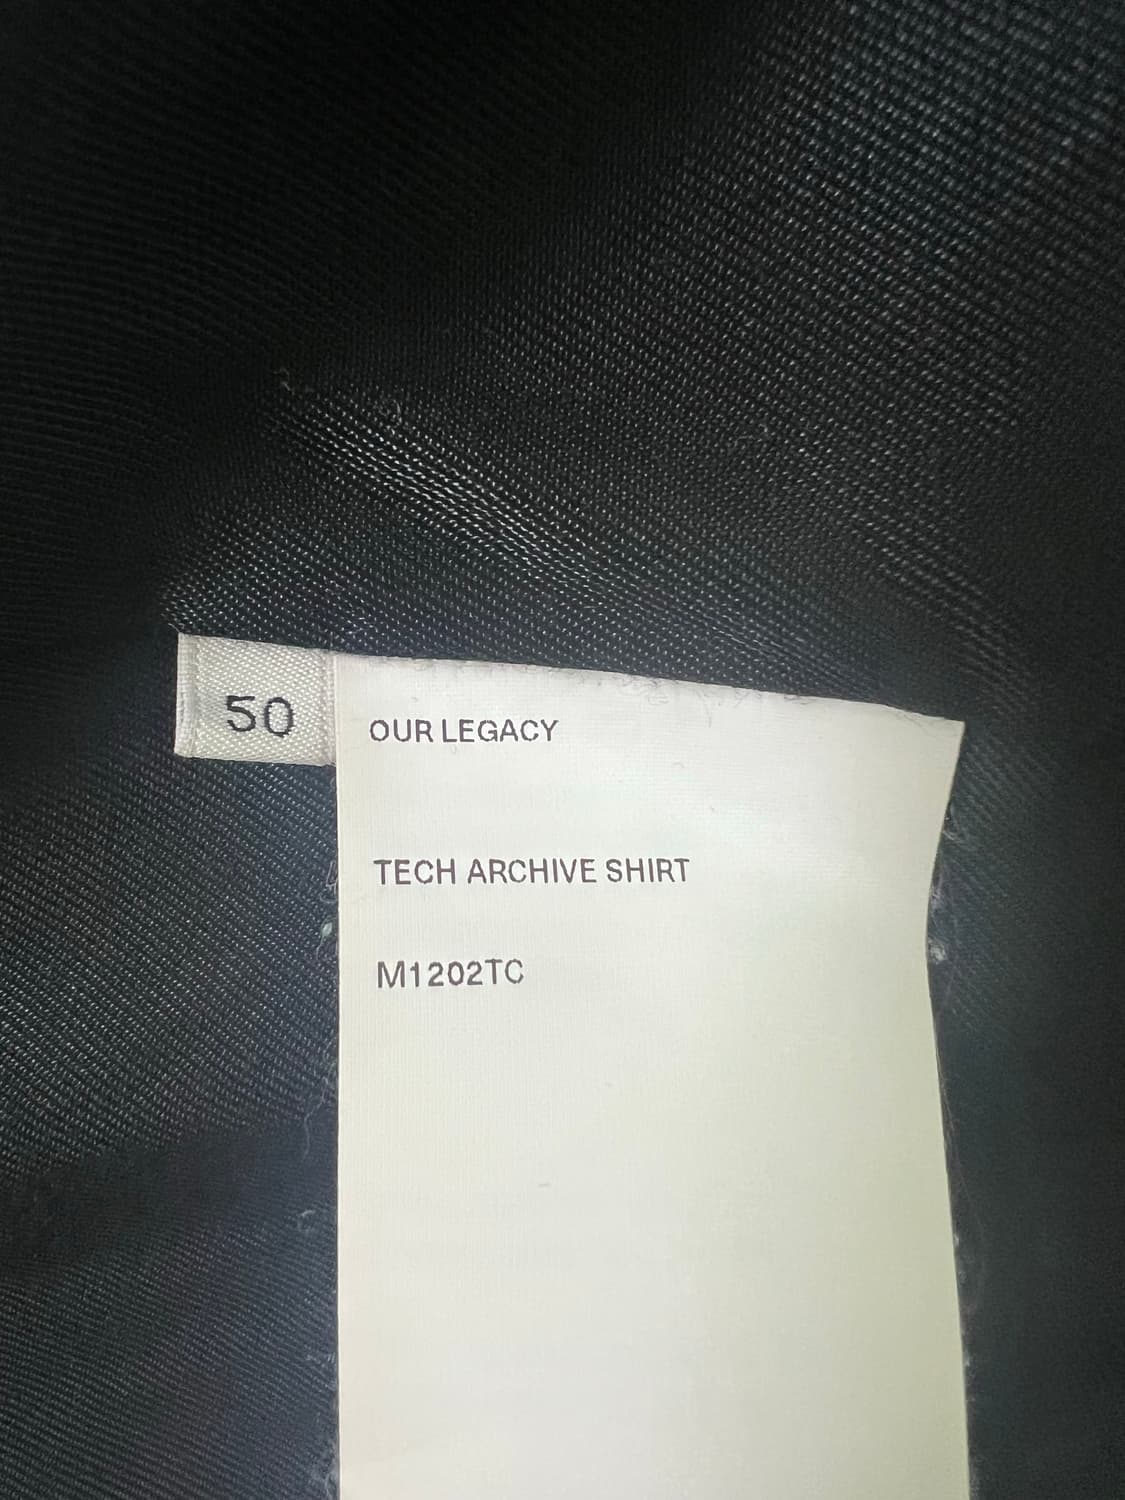 50
OUR LEGACY
TECH ARCHIVE SHIRT
M1202TC